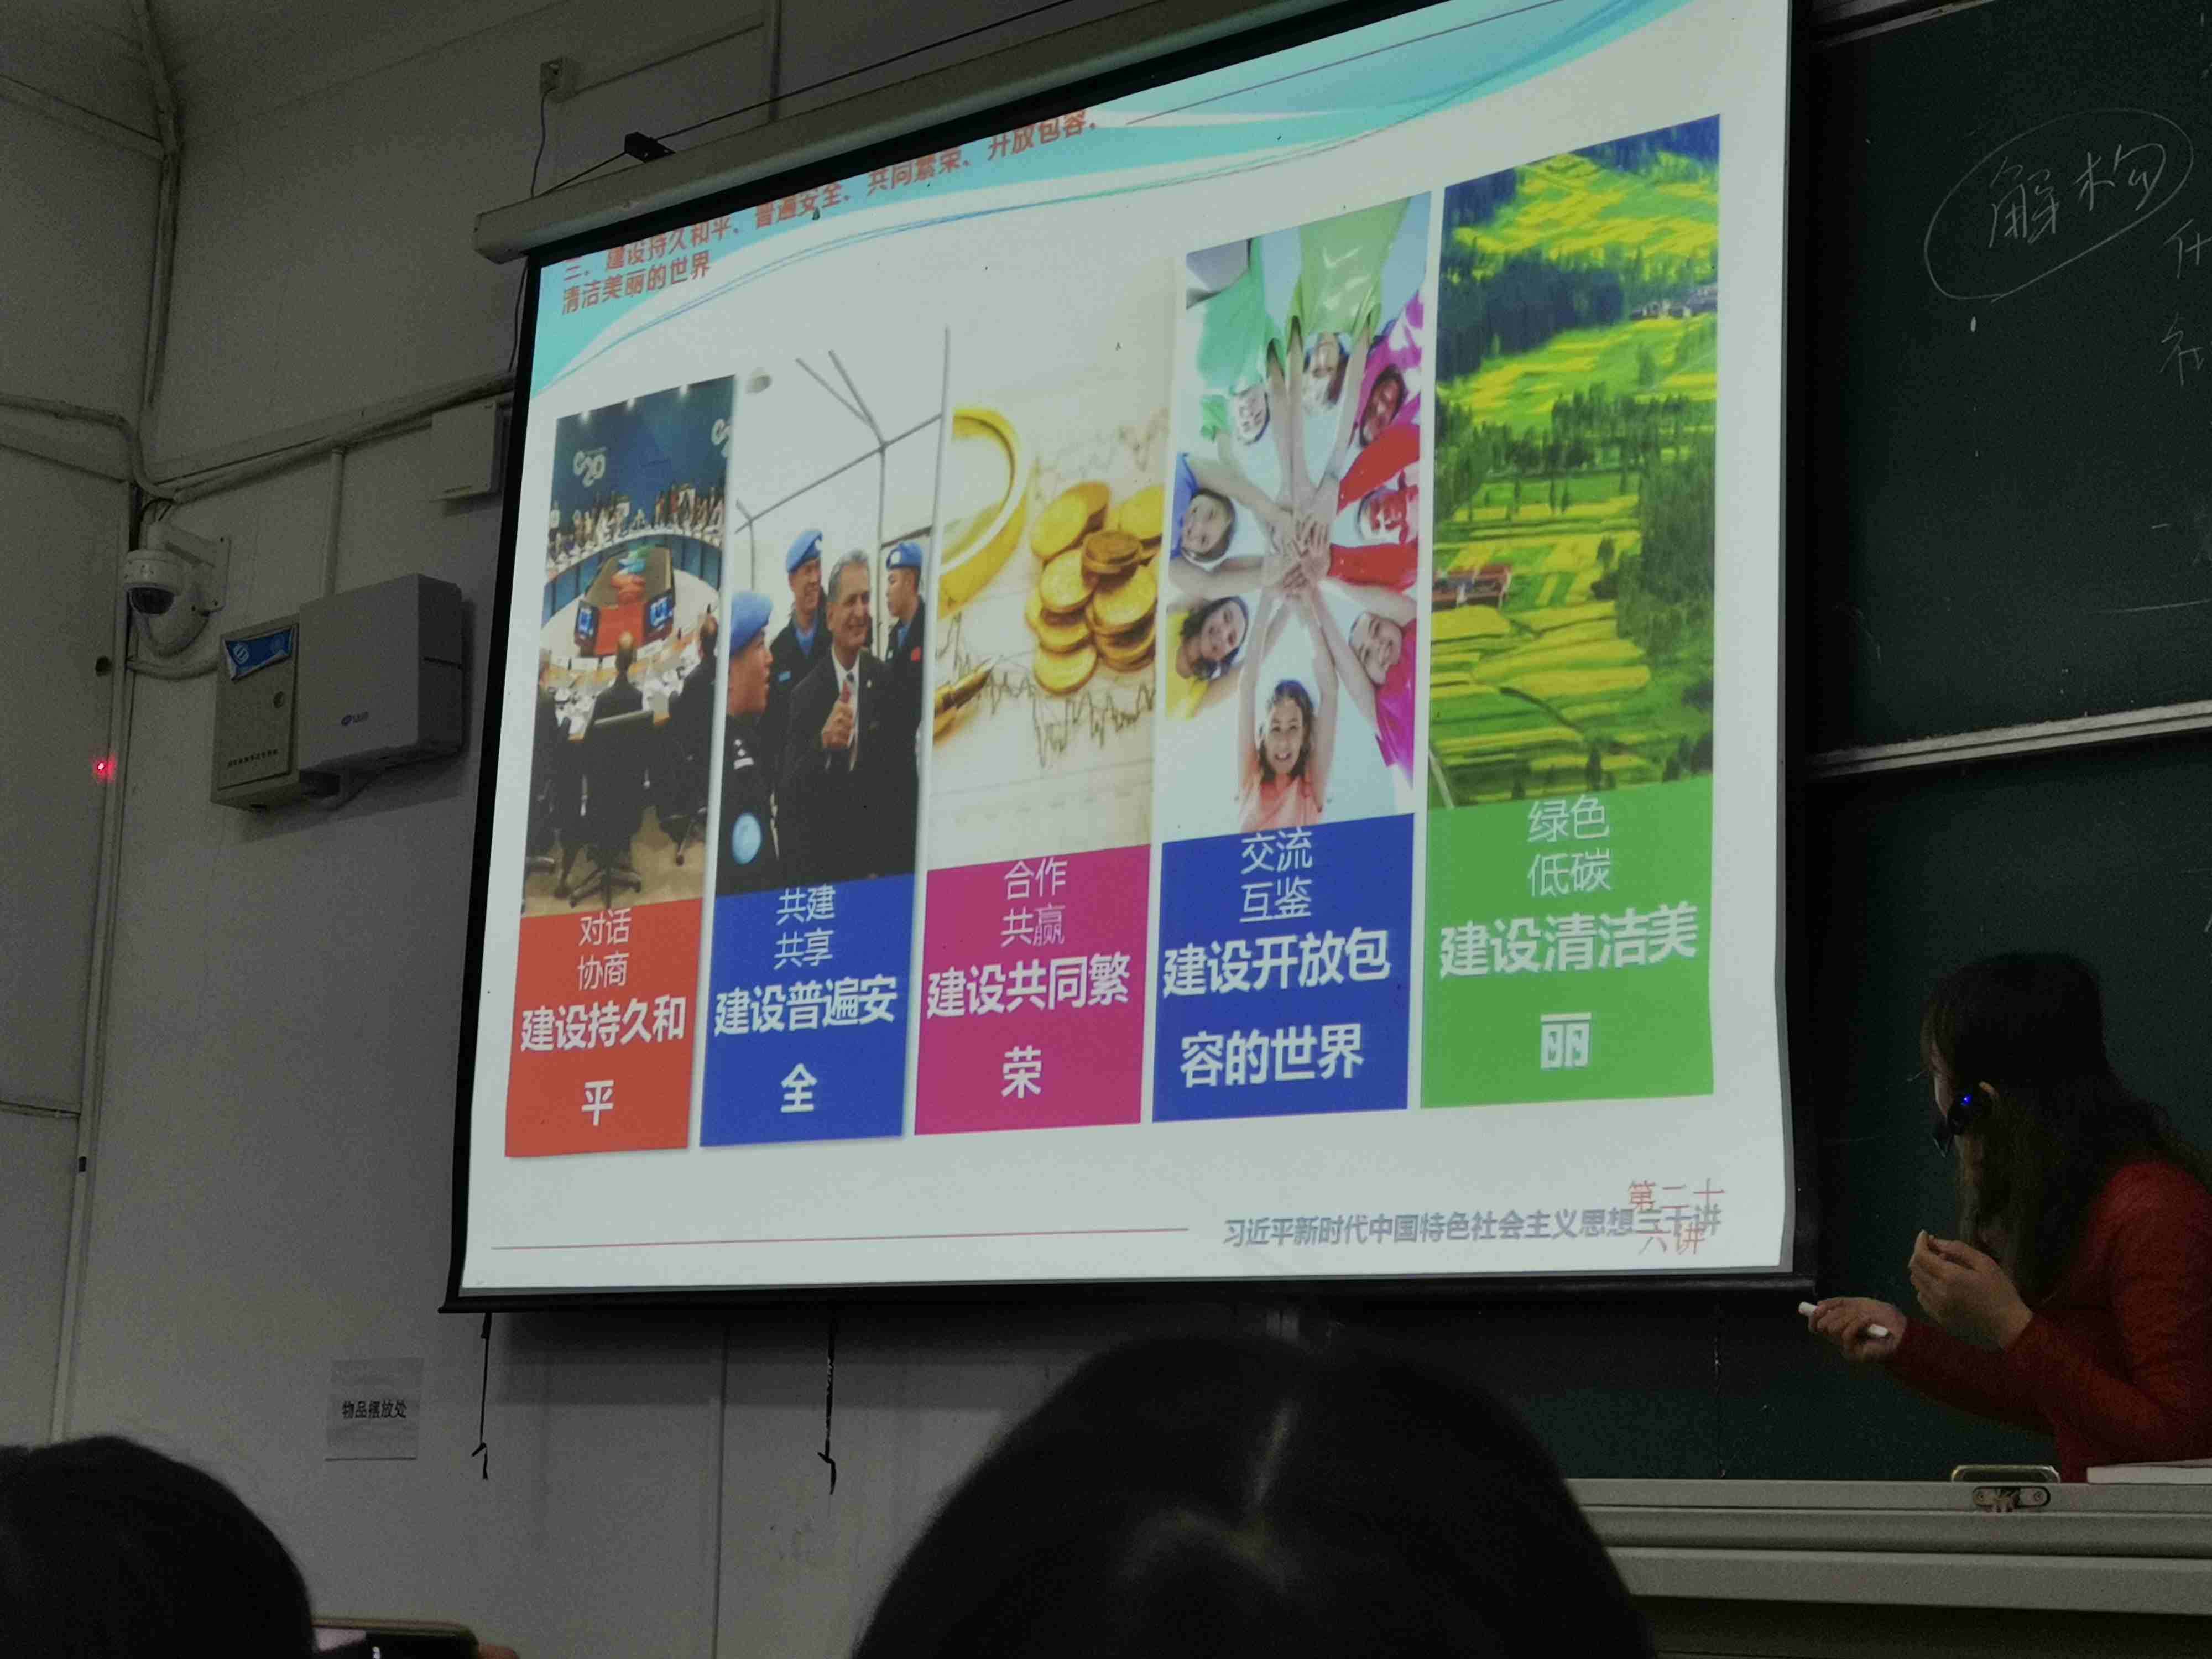 三．建设持久和平、普遍安全、共同繁荣、开放包容、
清洁美丽的世界
G20
对话
协商
建设持久和
平
共建
共享
建设普遍安
全
合作
共赢
建设共同繁
荣
交流
互鉴
建设开放包
容的世界
绿色
低碳
建设清洁美
丽
习近平新时代中国特色社会主义思想三十讲
第二十
六讲
解构
物品摆放处